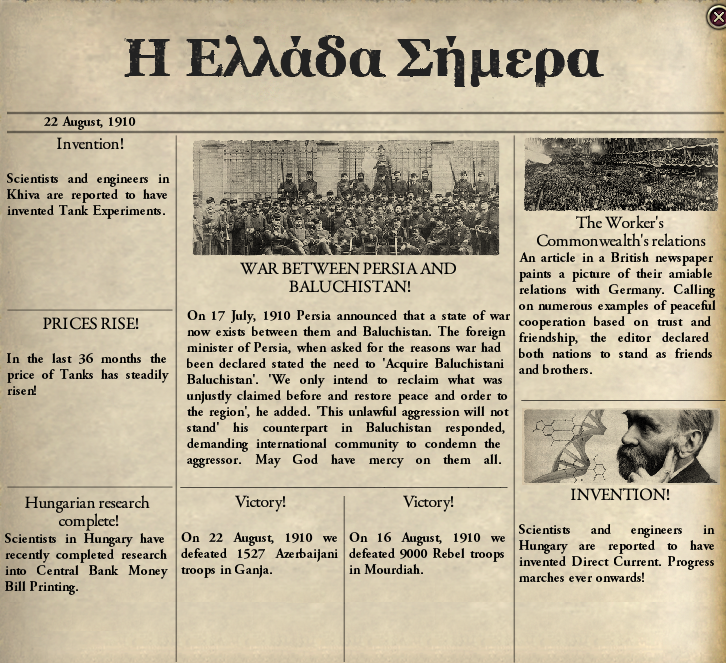 Η Ελλάδα Σήμερα
22 August, 1910
Invention!
Scientists and engineers in
Khiva are reported to have
invented Tank Experiments.
PRICES RISE!
In the last 36 months the
price of Tanks has steadily
risen!
Hungarian research
complete!
Scientists in Hungary have
recently completed research
into Central Bank Money
Bill Printing.
WAR BETWEEN PERSIA AND
BALUCHISTAN!
On 17 July, 1910 Persia announced that a state of war
now exists between them and Baluchistan. The foreign
minister of Persia, when asked for the reasons war had
been declared stated the need to 'Acquire Baluchistani
Baluchistan'. 'We only intend to reclaim what was
unjustly claimed before and restore peace and order to
the region', he added. 'This unlawful aggression will not
stand' his counterpart in Baluchistan responded,
demanding international community to condemn the
aggressor. May God have mercy on them all.
Victory!
On 22 August, 1910 we
defeated 1527 Azerbaijani
troops in Ganja.
Victory!
On 16 August, 1910 we
defeated 9000 Rebel troops
in Mourdiah.
The Worker's
Commonwealth's relations
An article in a British newspaper
paints a picture of their amiable
relations with Germany. Calling
on numerous examples of peaceful
cooperation based on trust and
friendship, the editor declared
both nations to stand as friends
and brothers.
INVENTION!
Scientists and engineers in
Hungary are reported to have
invented Direct Current. Progress
marches ever onwards!